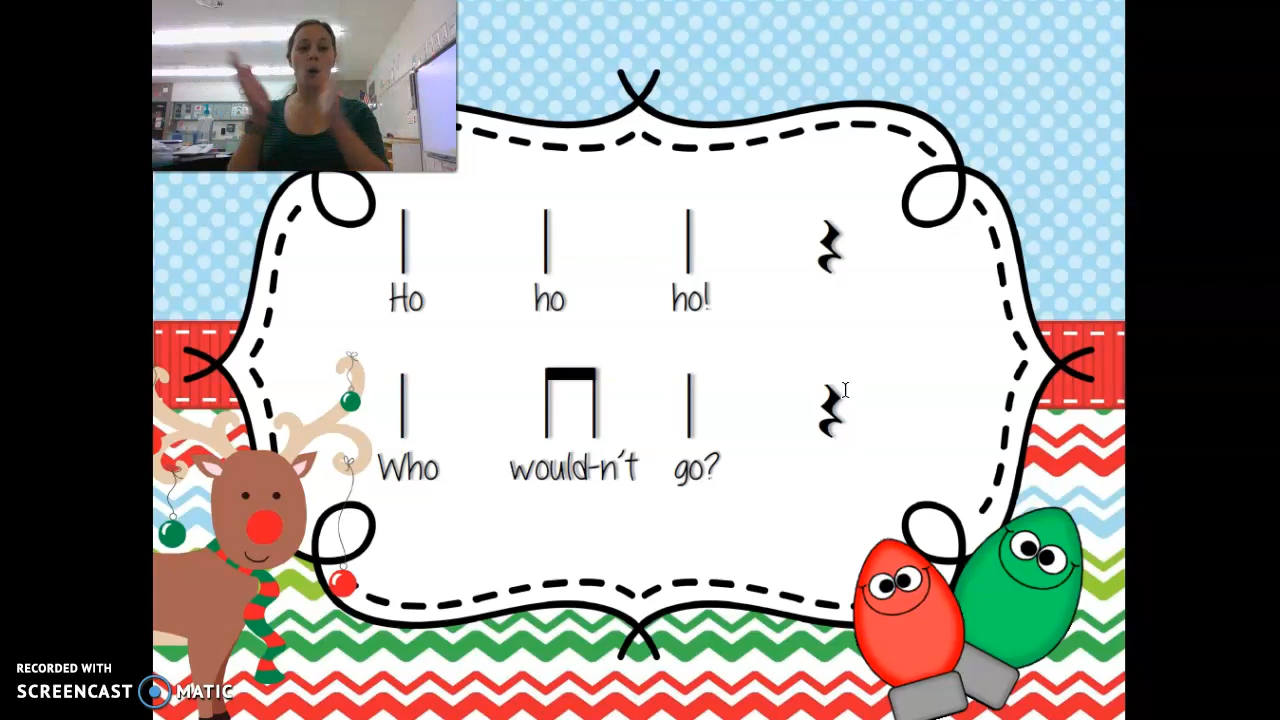 Ho ho ho!
Who would-n't go?
RECORDED WITH
SCREENCAST MATIC